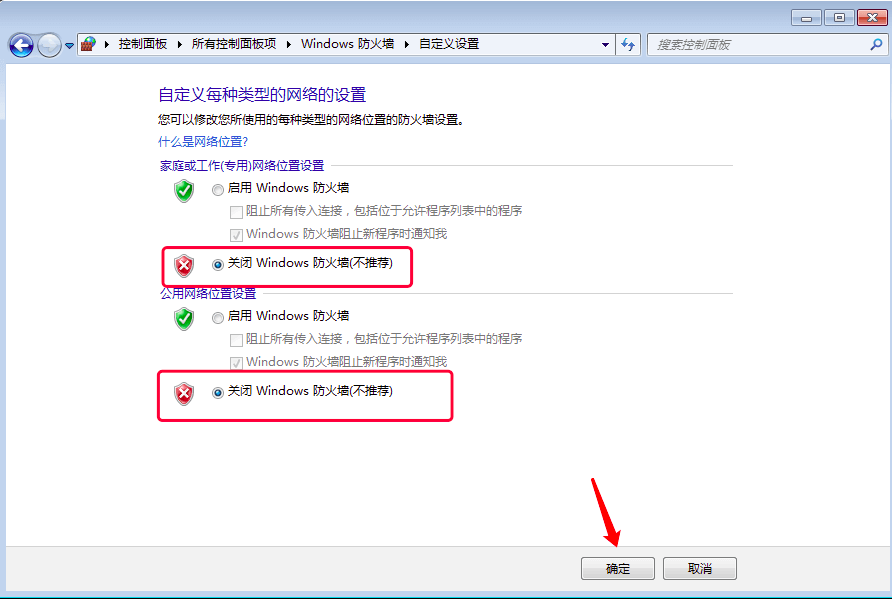 控制面板 ▸ 所有控制面板项 ▸ Windows 防火墙 ▸ 自定义设置
搜索控制面板
自定义每种类型的网络的设置
您可以修改您所使用的每种类型的网络位置的防火墙设置。
什么是网络位置?
家庭或工作(专用)网络位置设置
启用 Windows 防火墙
阻止所有传入连接，包括位于允许程序列表中的程序
Windows 防火墙阻止新程序时通知我
关闭 Windows 防火墙(不推荐)
公用网络位置设置
启用 Windows 防火墙
阻止所有传入连接，包括位于允许程序列表中的程序
Windows 防火墙阻止新程序时通知我
关闭 Windows 防火墙(不推荐)
确定 取消